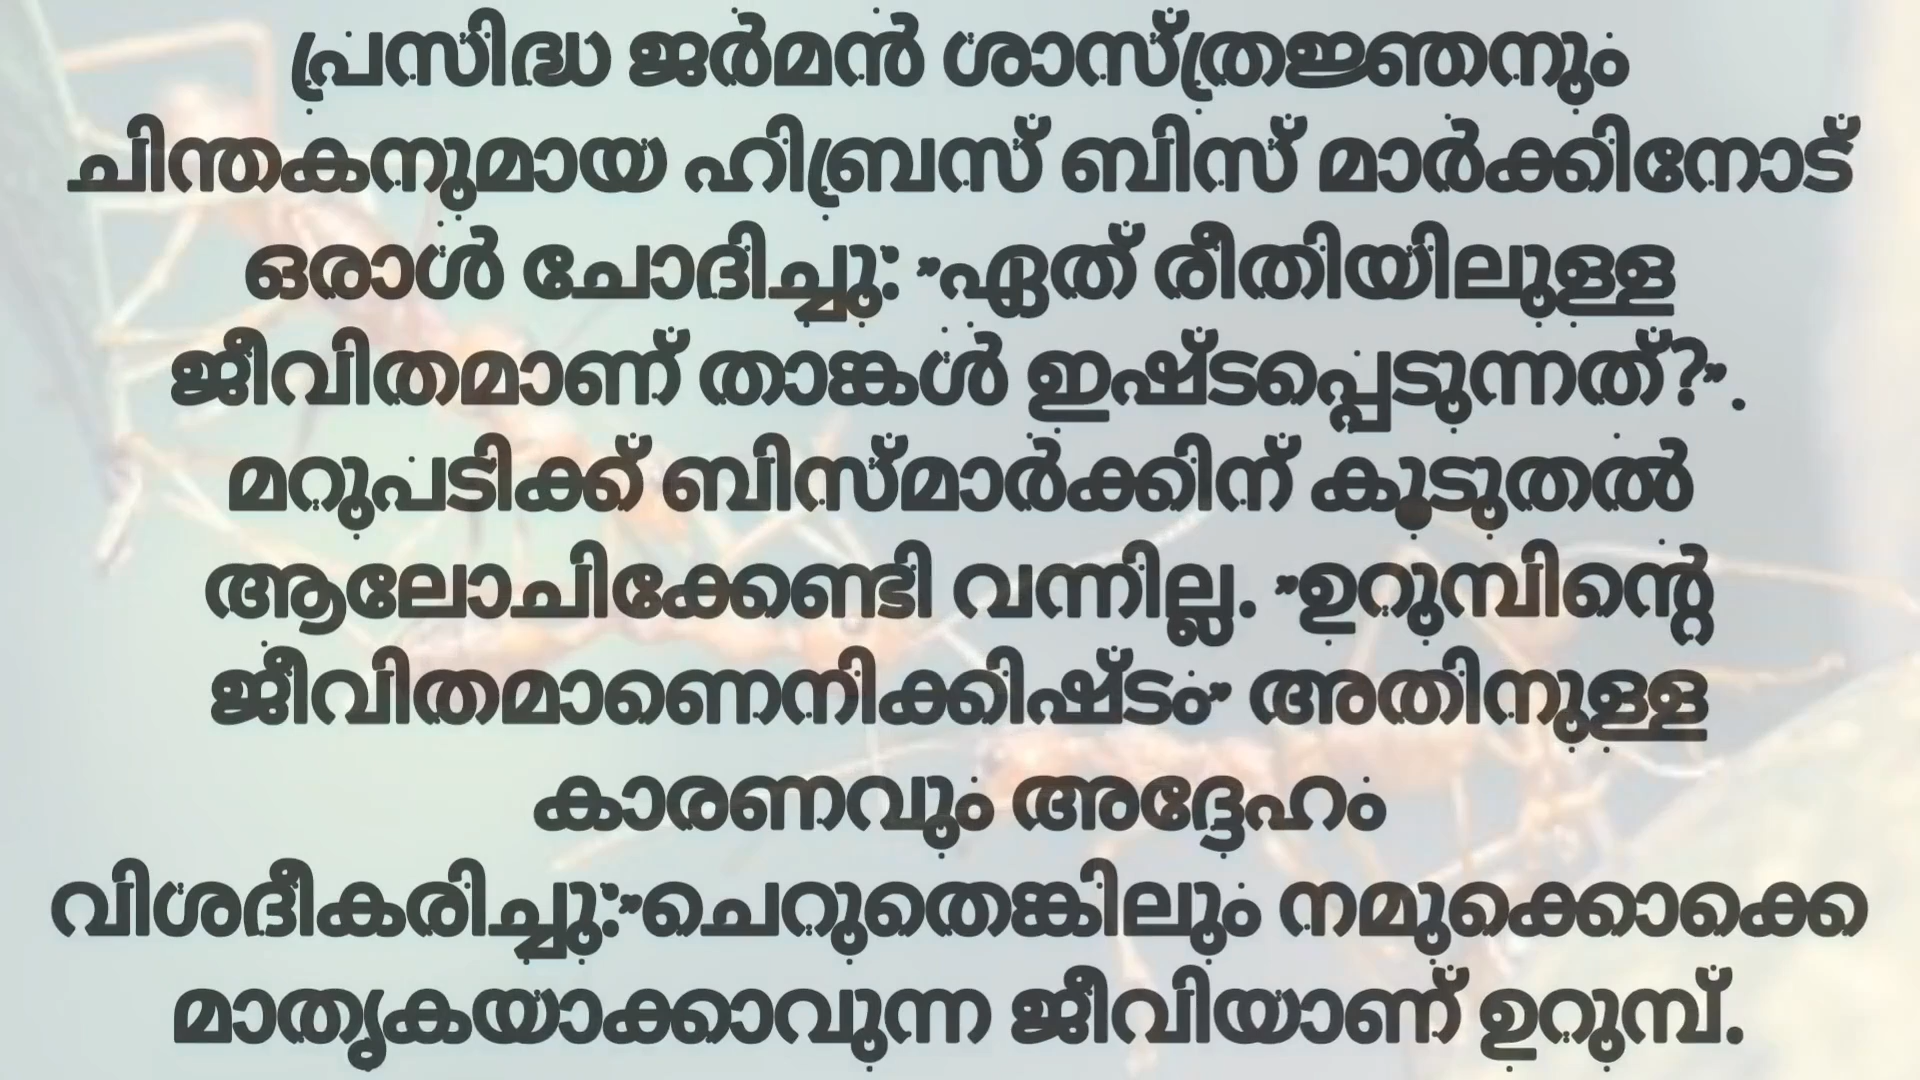 പ്രസിദ്ധ ജർമൻ ശാസ്ത്രജ്ഞനും
ചിന്തകനുമായ ഹിബ്രസ് ബിസ് മാർക്കിനോട്
ഒരാൾ ചോദിച്ചു: ”ഏത് രീതിയിലുള്ള
ജീവിതമാണ് താങ്കൾ ഇഷ്ടപ്പെടുന്നത്?”.
മറുപടിക്ക് ബിസ്മാർക്കിന് കൂടുതൽ
ആലോചിക്കേണ്ടി വന്നില്ല. ”ഉറുമ്പിന്റെ
ജീവിതമാണെനിക്കിഷ്ടം” അതിനുള്ള
കാരണവും അദ്ദേഹം
വിശദീകരിച്ചു:”ചെറുതെങ്കിലും നമുക്കൊക്കെ
മാതൃകയാക്കാവുന്ന ജീവിയാണ് ഉറുമ്പ്.